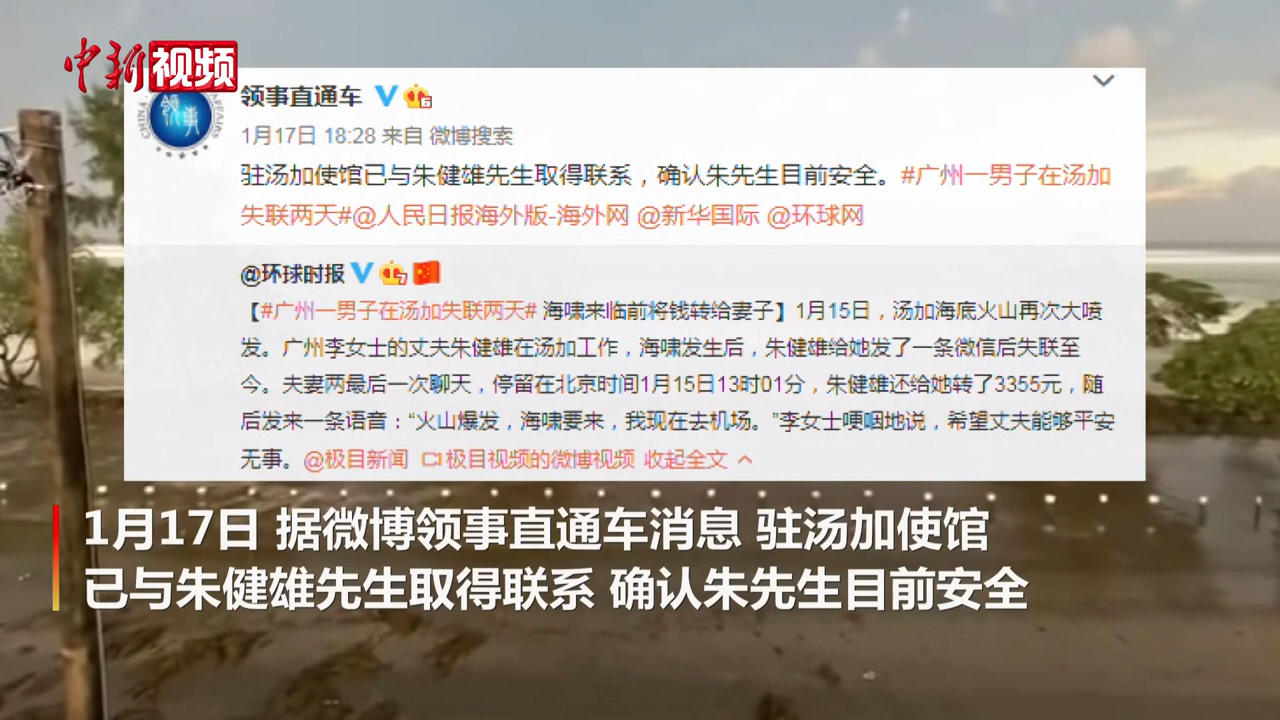 中新视频
领事直通车
1月17日 18:28 来自 微博搜索
驻汤加使馆已与朱健雄先生取得联系，确认朱先生目前安全。#广州一男子在汤加
失联两天#@人民日报海外版-海外网 @新华国际 @环球网
@环球时报
【#广州一男子在汤加失联两天# 海啸来临前将钱转给妻子】1月15日，汤加海底火山再次大喷
发。广州李女士的丈夫朱健雄在汤加工作，海啸发生后，朱健雄给她发了一条微信后失联至
今。夫妻两最后一次聊天，停留在北京时间1月15日13时01分，朱健雄还给她转了3355元，随
后发来一条语音：“火山爆发，海啸要来，我现在去机场。”李女士哽咽地说，希望丈夫能够平安
无事。@极目新闻 极目视频的微博视频 收起全文
1月17日 据微博领事直通车消息 驻汤加使馆
已与朱健雄先生取得联系 确认朱先生目前安全